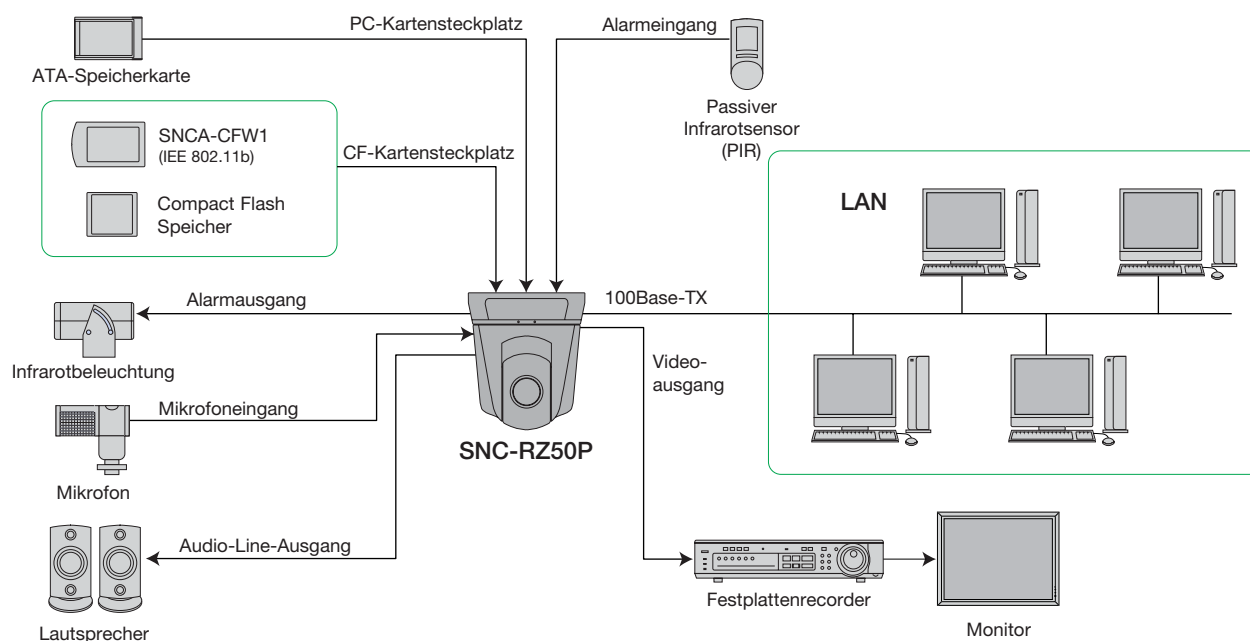 PC-Kartensteckplatz
Alarmeingang
ATA-Speicherkarte
Passiver
Infrarotsensor
(PIR)
SNCA-CFW1
(IEE 802.11b)
CF-Kartensteckplatz
Compact Flash
Speicher
LAN
Alarmausgang
100Base-TX
Infrarotbeleuchtung
Video-
ausgang
Mikrofoneingang
SNC-RZ50P
Mikrofon
Audio-Line-Ausgang
Festplattenrecorder
Lautsprecher
Monitor